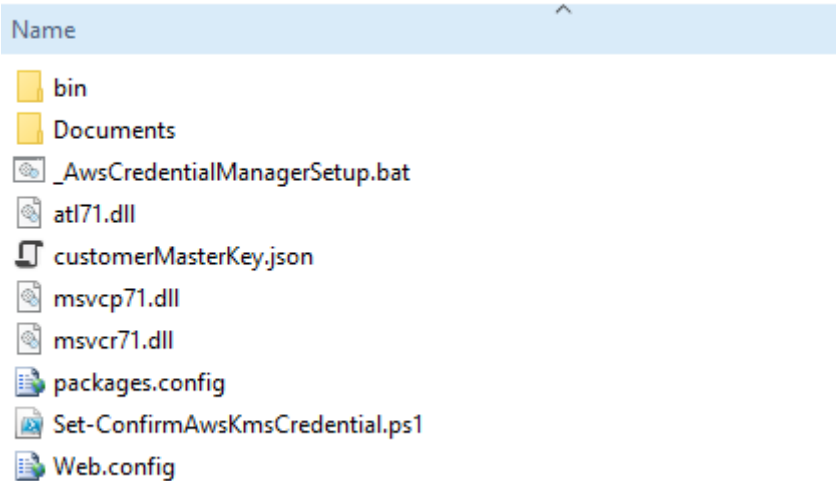 Name
bin
Documents
_AwsCredentialManagerSetup.bat
atl71.dll
customerMasterKey.json
msvcp71.dll
msvcr71.dll
packages.config
Set-ConfirmAwsKmsCredential.ps1
Web.config